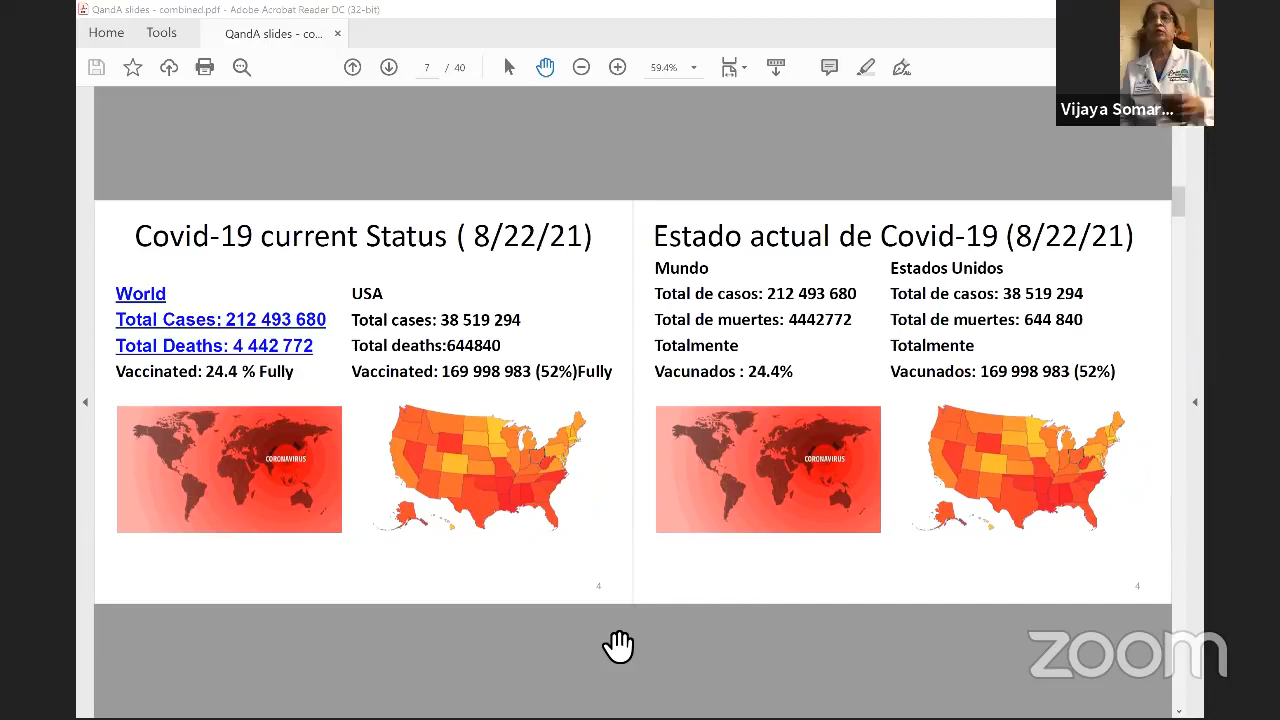 QandA slides - combined.pdf - Adobe Acrobat Reader DC (32-bit)
Home Tools QandA slides - co... ×
7 / 40 59.4%
Vijaya Somar...
Covid-19 current Status ( 8/22/21)
World USA
Total Cases: 212 493 680 Total cases: 38 519 294
Total Deaths: 4 442 772 Total deaths:644840
Vaccinated: 24.4 % Fully Vaccinated: 169 998 983 (52%)Fully
CORONAVIRUS
4
Estado actual de Covid-19 (8/22/21)
Mundo Estados Unidos
Total de casos: 212 493 680 Total de casos: 38 519 294
Total de muertes: 4442772 Total de muertes: 644 840
Totalmente Totalmente
Vacunados : 24.4% Vacunados: 169 998 983 (52%)
CORONAVIRUS
4
zoom